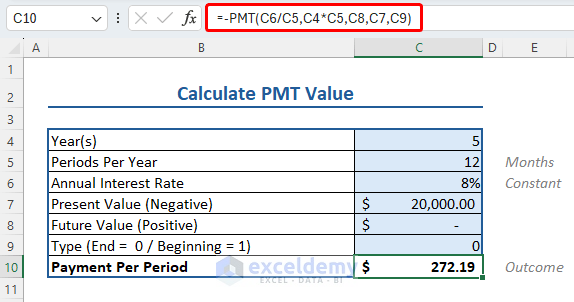 C10 fx =-PMT(C6/C5,C4*C5,C8,C7,C9)
A B C D E
1
2 Calculate PMT Value
3
4 Year(s) 5
5 Periods Per Year 12 Months
6 Annual Interest Rate 8% Constant
7 Present Value (Negative) $ 20,000.00
8 Future Value (Positive) $ -
9 Type (End = 0 / Beginning = 1) 0
10 Payment Per Period $ 272.19 Outcome
11
exceldemy
EXCEL - DATA - BI